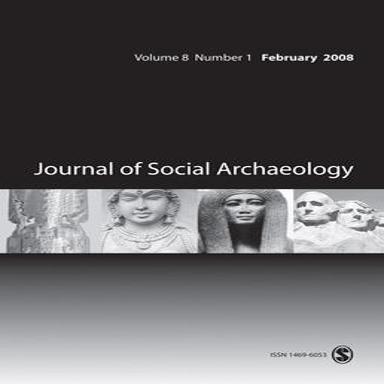 Volume 8 Number 1 February 2008
Journal of Social Archaeology
ISSN 1469-6053